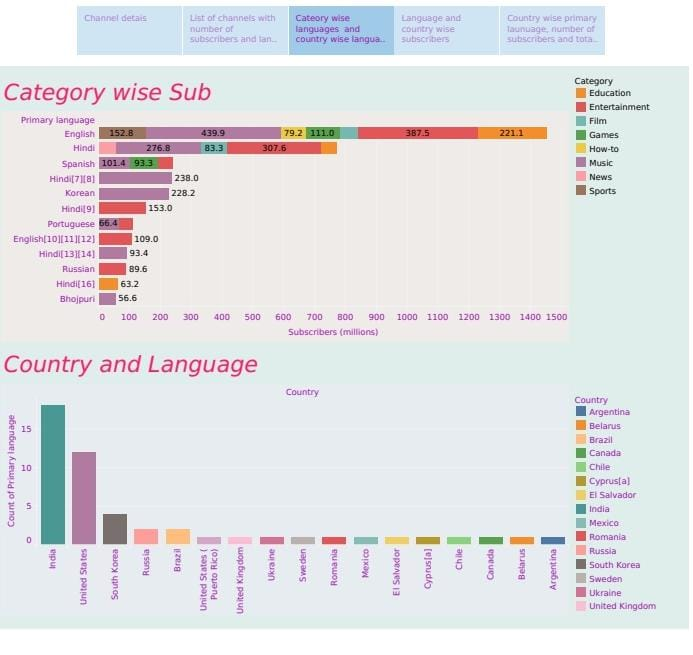 Channel detais
List of channels with
number of
subscribers and lan..
Cateory wise
languages and
country wise langua..
Language and
country wise
subscribers
Country wise primary
launuage, number of
subscribers and tota..
Category wise Sub
Primary language
English 152.8 439.9 79.2 111.0 387.5 221.1
Hindi 276.8 83.3 307.6
Spanish 101.4 93.3
Hindi[7][8] 238.0
Korean 228.2
Hindi[9] 153.0
Portuguese 66.4
English[10][11][12] 109.0
Hindi[13][14] 93.4
Russian 89.6
Hindi[16] 63.2
Bhojpuri 56.6
0 100 200 300 400 500 600 700 800 900 1000 1100 1200 1300 1400 1500
Subscribers (millions)
Category
Education
Entertainment
Film
Games
How-to
Music
News
Sports
Country and Language
Country
Count of Primary language
15
10
5
0
India
United States
South Korea
Russia
Brazil
United States (
Puerto Rico)
United Kingdom
Ukraine
Sweden
Romania
Mexico
El Salvador
Cyprus[a]
Chile
Canada
Belarus
Argentina
Country
Argentina
Belarus
Brazil
Canada
Chile
Cyprus[a]
El Salvador
India
Mexico
Romania
Russia
South Korea
Sweden
Ukraine
United Kingdom